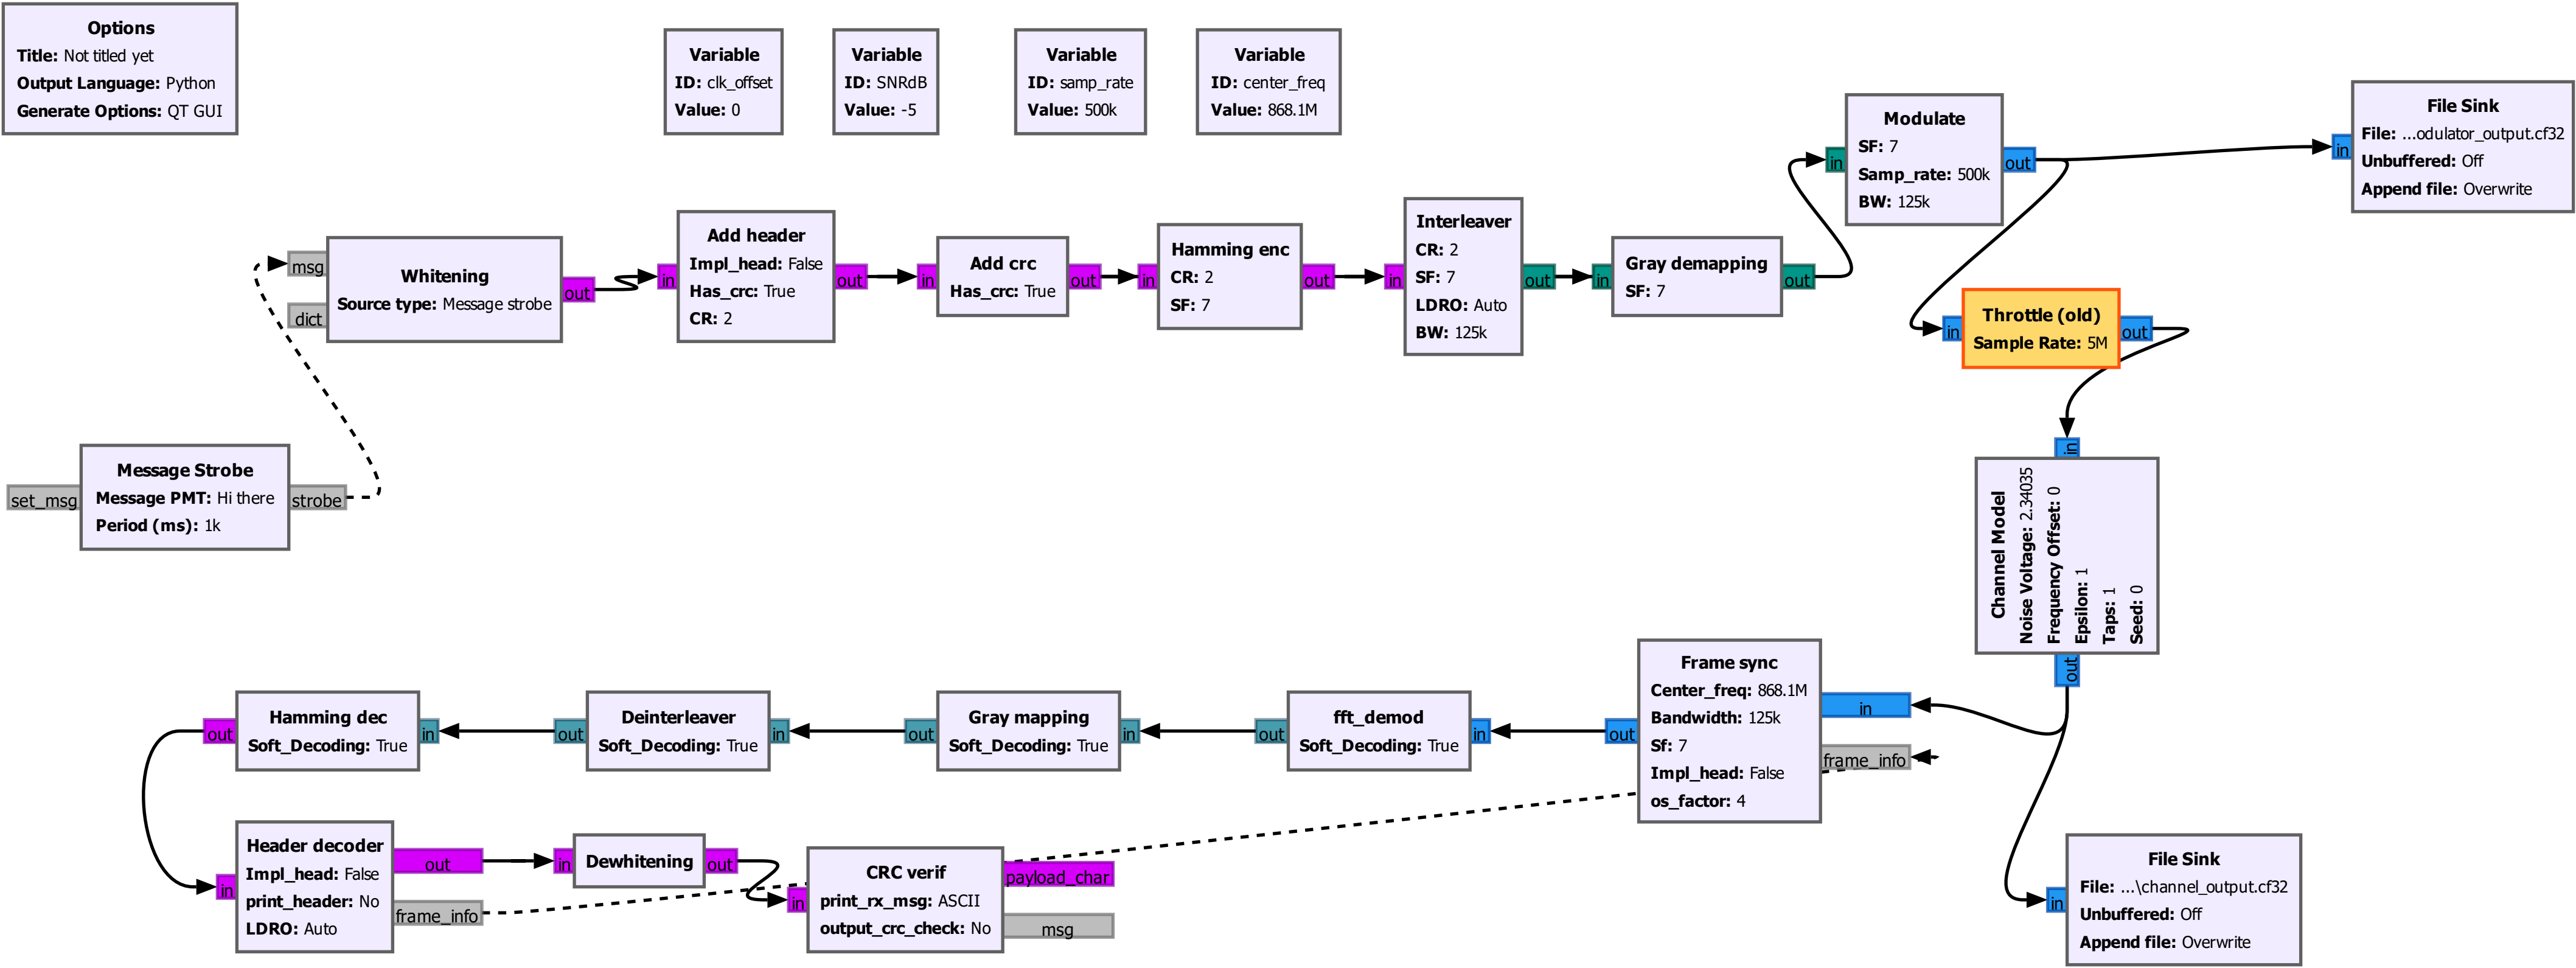 Options
Title: Not titled yet
Output Language: Python
Generate Options: QT GUI
Variable
ID: clk_offset
Value: 0
Variable
ID: SNRdB
Value: -5
Variable
ID: samp_rate
Value: 500k
Variable
ID: center_freq
Value: 868.1M
Modulate
SF: 7
Samp_rate: 500k
BW: 125k
in
out
File Sink
File: ...odulator_output.cf32
Unbuffered: Off
Append file: Overwrite
in
Whitening
Source type: Message strobe
msg
dict
out
Add header
Impl_head: False
Has_crc: True
CR: 2
in
out
Add crc
Has_crc: True
in
out
Hamming enc
CR: 2
SF: 7
in
out
Interleaver
CR: 2
SF: 7
LDRO: Auto
BW: 125k
in
out
Gray demapping
SF: 7
in
out
Throttle (old)
Sample Rate: 5M
in
out
Message Strobe
Message PMT: Hi there
Period (ms): 1k
set_msg
strobe
in
Channel Model
Noise Voltage: 2.34035
Frequency Offset: 0
Epsilon: 1
Taps: 1
Seed: 0
out
Frame sync
Center_freq: 868.1M
Bandwidth: 125k
Sf: 7
Impl_head: False
os_factor: 4
in
frame_info
out
fft_demod
Soft_Decoding: True
in
out
Gray mapping
Soft_Decoding: True
in
out
Deinterleaver
Soft_Decoding: True
in
out
Hamming dec
Soft_Decoding: True
in
out
Header decoder
Impl_head: False
print_header: No
LDRO: Auto
in
out
frame_info
Dewhitening
in
out
CRC verif
print_rx_msg: ASCII
output_crc_check: No
in
payload_char
msg
File Sink
File: ...\channel_output.cf32
Unbuffered: Off
Append file: Overwrite
in